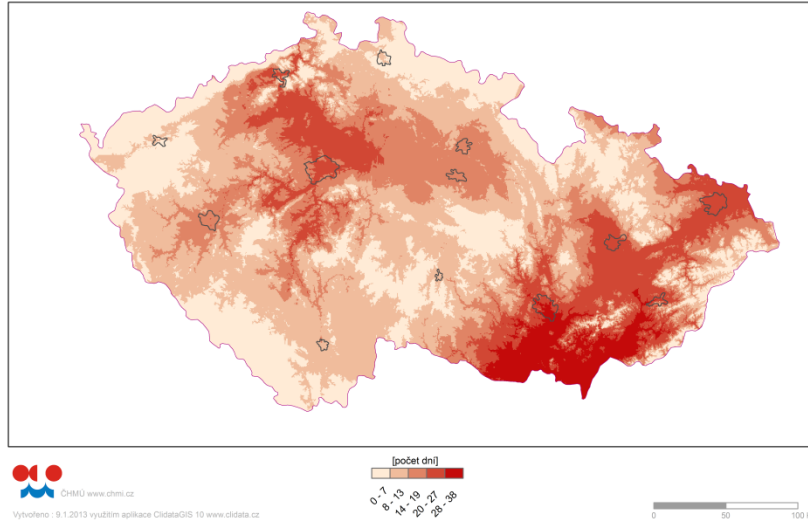 [počet dní]
0 - 7
8 - 13
14 - 19
20 - 27
28 - 38
ČHMÚ www.chmi.cz
Vytvořeno : 9.1.2013 využitím aplikace ClidataGIS 10 www.clidata.cz
0 50 100